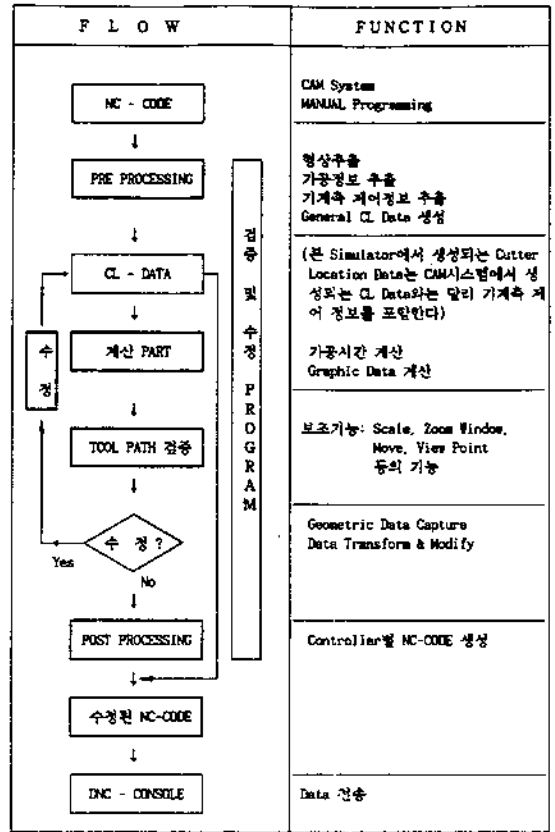 F L O W
FUNCTION
NC - CODE
CAM System
MANUAL Programming
PRE PROCESSING
형상추출
가공정보 추출
기계측 제어정보 추출
General CL Data 생성
CL - DATA
(본 Simulator에서 생성되는 Cutter
Location Data는 CAM시스템에서 생
성되는 CL Data와는 달리 기계측 제
어 정보를 포함한다)
계산 PART
가공시간 계산
Graphic Data 계산
수정
검증 및 수정 PROGRAM
TOOL PATH 검증
보조기능: Scale, Zoom Window,
Move, View Point
등의 기능
수 정 ?
Yes
No
Geometric Data Capture
Data Transform & Modify
POST PROCESSING
Controller별 NC-CODE 생성
수정된 NC-CODE
DNC - CONSOLE
Data 전송